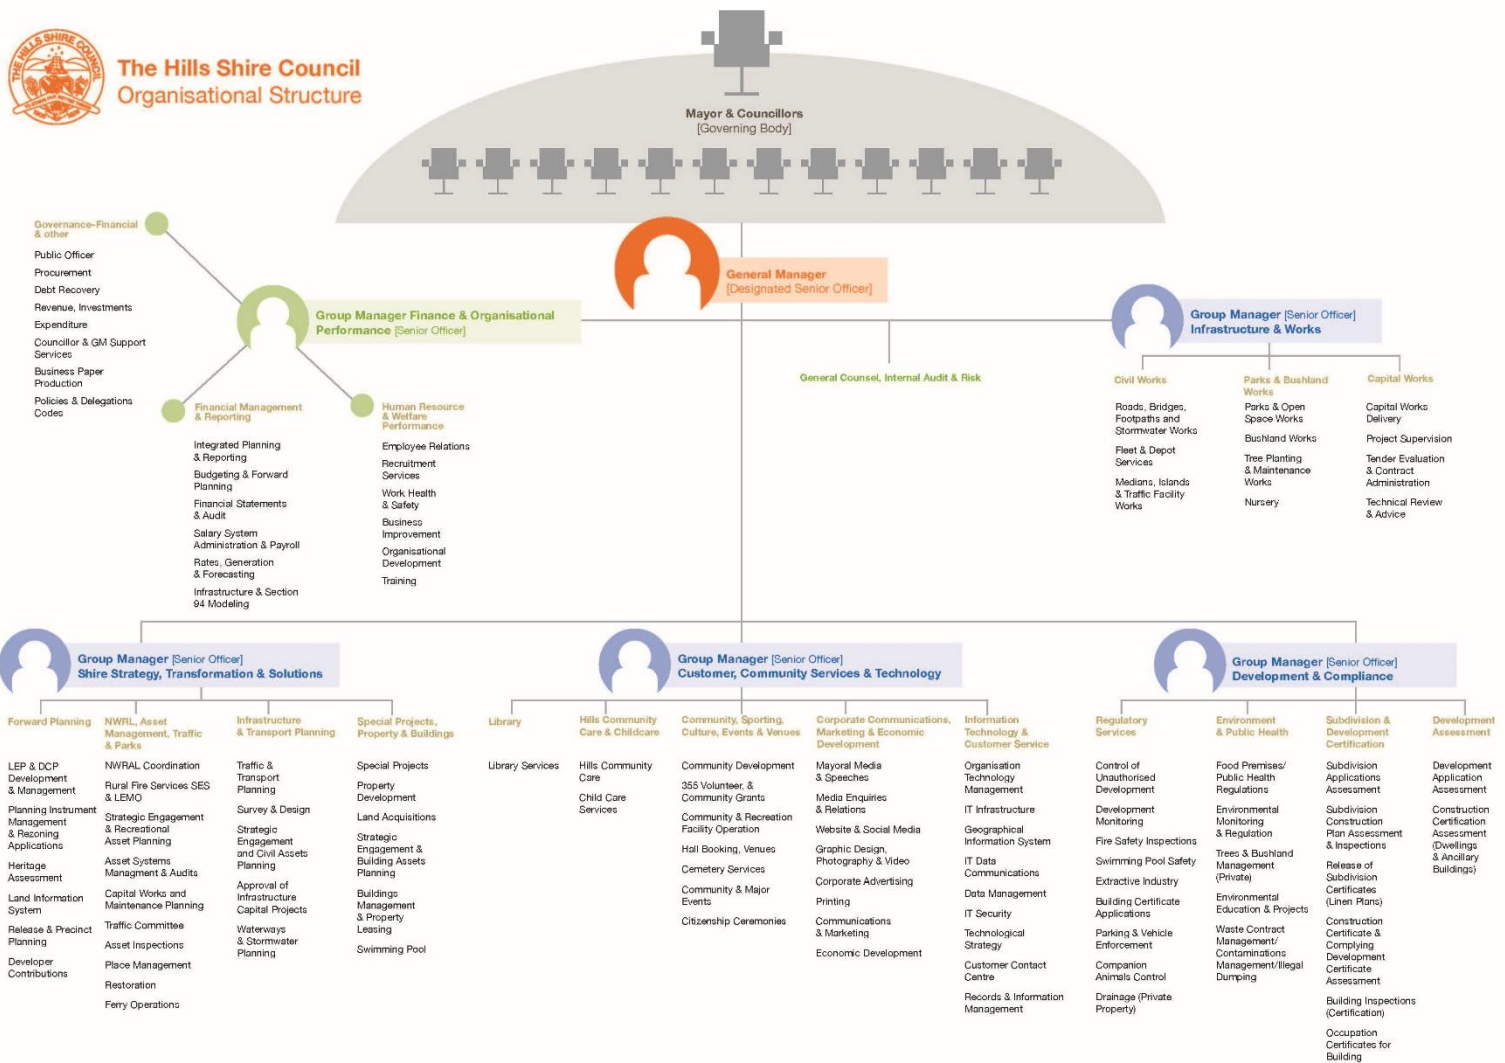 THE HILLS SHIRE COUNCIL
The Hills Shire Council
Organisational Structure
Mayor & Councillors
[Governing Body]
General Manager
[Designated Senior Officer]
Governance-Financial
& other
Public Officer
Procurement
Debt Recovery
Revenue, Investments
Expenditure
Councillor & GM Support
Services
Business Paper
Production
Policies & Delegations
Codes
Group Manager Finance & Organisational
Performance [Senior Officer]
Financial Management
& Reporting
Integrated Planning
& Reporting
Budgeting & Forward
Planning
Financial Statements
& Audit
Salary System
Administration & Payroll
Rates, Generation
& Forecasting
Infrastructure & Section
94 Modeling
Human Resource
& Welfare
Performance
Employee Relations
Recruitment
Services
Work Health
& Safety
Business
Improvement
Organisational
Development
Training
General Counsel, Internal Audit & Risk
Group Manager [Senior Officer]
Infrastructure & Works
Civil Works
Roads, Bridges,
Footpaths and
Stormwater Works
Fleet & Depot
Services
Medians, Islands
& Traffic Facility
Works
Parks & Bushland
Works
Parks & Open
Space Works
Bushland Works
Tree Planting
& Maintenance
Works
Nursery
Capital Works
Capital Works
Delivery
Project Supervision
Tender Evaluation
& Contract
Administration
Technical Review
& Advice
Group Manager [Senior Officer]
Shire Strategy, Transformation & Solutions
Forward Planning
LEP & DCP
Development
& Management
Planning Instrument
Management
& Rezoning
Applications
Heritage
Assessment
Land Information
System
Release & Precinct
Planning
Developer
Contributions
NWRL, Asset
Management, Traffic
& Parks
NWRAL Coordination
Rural Fire Services SES
& LEMO
Strategic Engagement
& Recreational
Asset Planning
Asset Systems
Managment & Audits
Capital Works and
Maintenance Planning
Traffic Committee
Asset Inspections
Place Management
Restoration
Ferry Operations
Infrastructure
& Transport Planning
Traffic &
Transport
Planning
Survey & Design
Strategic
Engagement
and Civil Assets
Planning
Approval of
Infrastructure
Capital Projects
Waterways
& Stormwater
Planning
Special Projects,
Property & Buildings
Special Projects
Property
Development
Land Acquisitions
Strategic
Engagement &
Building Assets
Planning
Buildings
Management
& Property
Leasing
Swimming Pool
Group Manager [Senior Officer]
Customer, Community Services & Technology
Library
Library Services
Hills Community
Care & Childcare
Hills Community
Care
Child Care
Services
Community, Sporting,
Culture, Events & Venues
Community Development
355 Volunteer, &
Community Grants
Community & Recreation
Facility Operation
Hall Booking, Venues
Cemetery Services
Community & Major
Events
Citizenship Ceremonies
Corporate Communications,
Marketing & Economic
Development
Mayoral Media
& Speeches
Media Enquiries
& Relations
Website & Social Media
Graphic Design,
Photography & Video
Corporate Advertising
Printing
Communications
& Marketing
Economic Development
Information
Technology &
Customer Service
Organisation
Technology
Management
IT Infrastructure
Geographical
Information System
IT Data
Communications
Data Management
IT Security
Technological
Strategy
Customer Contact
Centre
Records & Information
Management
Group Manager [Senior Officer]
Development & Compliance
Regulatory
Services
Control of
Unauthorised
Development
Development
Monitoring
Fire Safety Inspections
Swimming Pool Safety
Extractive Industry
Building Certificate
Applications
Parking & Vehicle
Enforcement
Companion
Animals Control
Drainage (Private
Property)
Environment
& Public Health
Food Premises/
Public Health
Regulations
Environmental
Monitoring
& Regulation
Trees & Bushland
Management
(Private)
Environmental
Education & Projects
Waste Contract
Management/
Contaminations
Management/Illegal
Dumping
Subdivision &
Development
Certification
Subdivision
Applications
Assessment
Subdivision
Construction
Plan Assessment
& Inspections
Release of
Subdivision
Certificates
(Linen Plans)
Construction
Certificate &
Complying
Development
Certificate
Assessment
Building Inspections
(Certification)
Occupation
Certificates for
Building
Development
Assessment
Development
Application
Assessment
Construction
Certification
Assessment
(Dwellings
& Ancillary
Buildings)